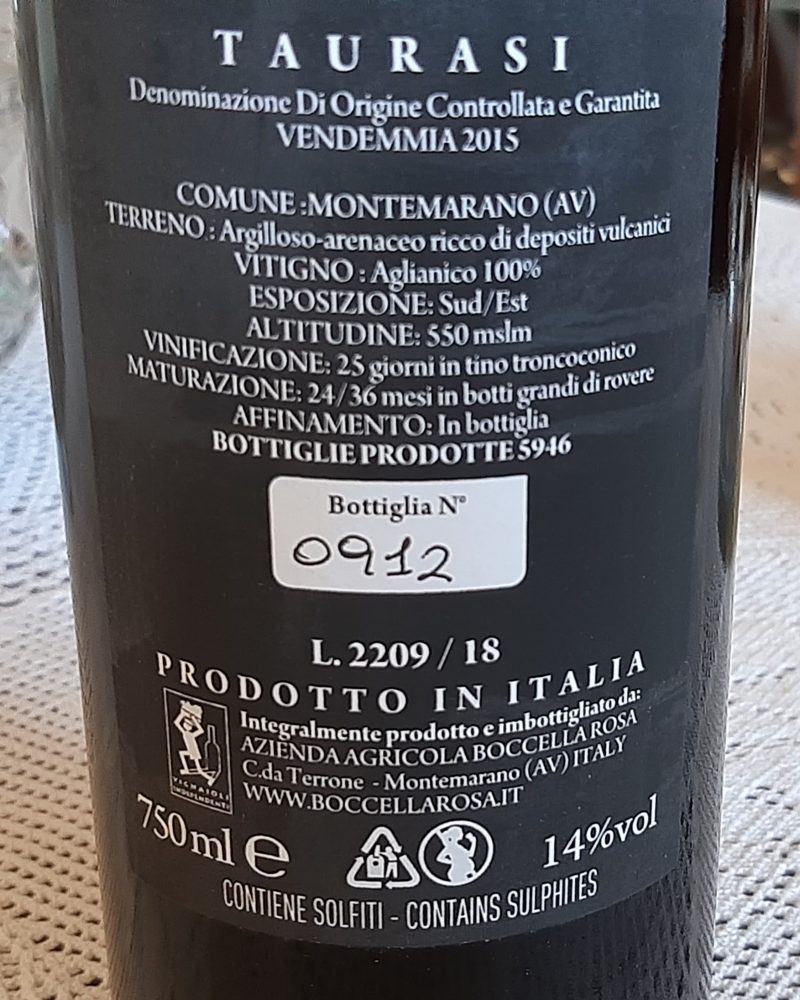 TAURASI
Denominazione Di Origine Controllata e Garantita
VENDEMMIA 2015
COMUNE :MONTEMARANO (AV)
TERRENO : Argilloso-arenaceo ricco di depositi vulcanici
VITIGNO : Aglianico 100%
ESPOSIZIONE: Sud/Est
ALTITUDINE: 550 mslm
VINIFICAZIONE: 25 giorni in tino troncoconico
MATURAZIONE: 24/36 mesi in botti grandi di rovere
AFFINAMENTO: In bottiglia
BOTTIGLIE PRODOTTE 5946
Bottiglia N°
0912
L. 2209 / 18
PRODOTTO IN ITALIA
Integralmente prodotto e imbottigliato da:
AZIENDA AGRICOLA BOCCELLA ROSA
C.da Terrone - Montemarano (AV) ITALY
WWW.BOCCELLAROSA.IT
VIGNAIOLI
INDIPENDENTI
750 ml e
14%vol
CONTIENE SOLFITI - CONTAINS SULPHITES